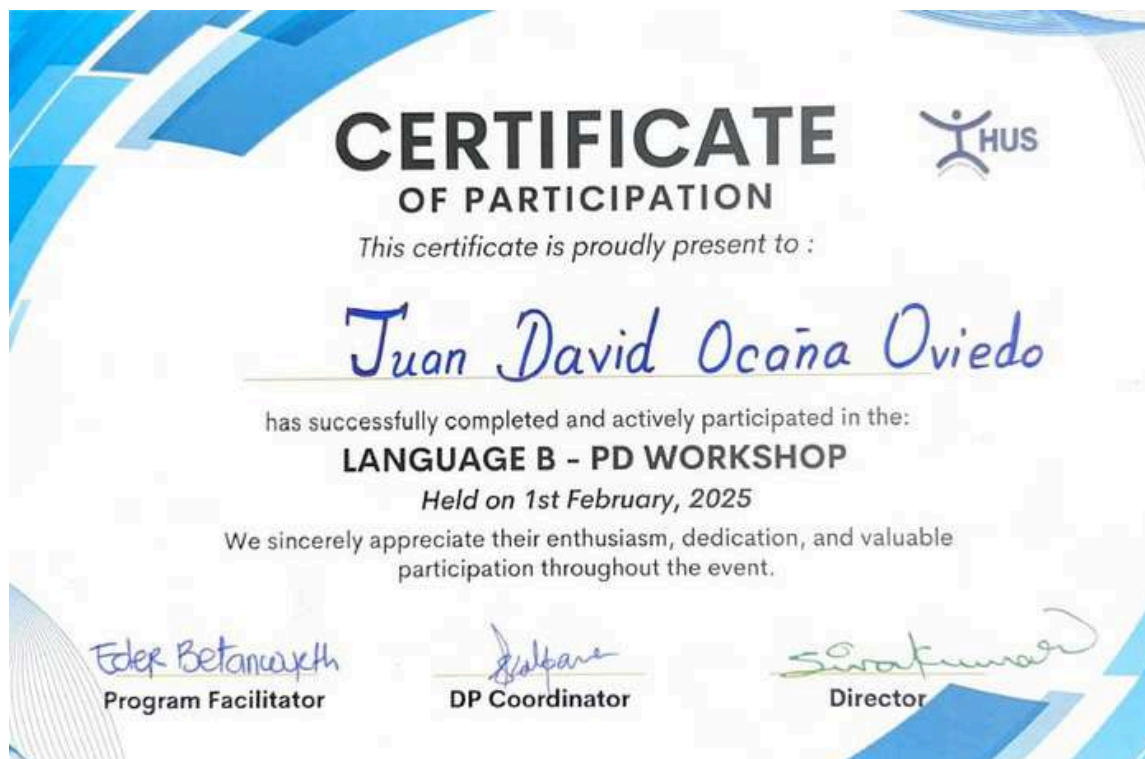 CERTIFICATE
HUS
OF PARTICIPATION
This certificate is proudly present to :
Juan David Ocaña Oviedo
has successfully completed and actively participated in the:
LANGUAGE B - PD WORKSHOP
Held on 1st February, 2025
We sincerely appreciate their enthusiasm, dedication, and valuable
participation throughout the event.
Eder Sivakumar
Program Facilitator DP Coordinator Director